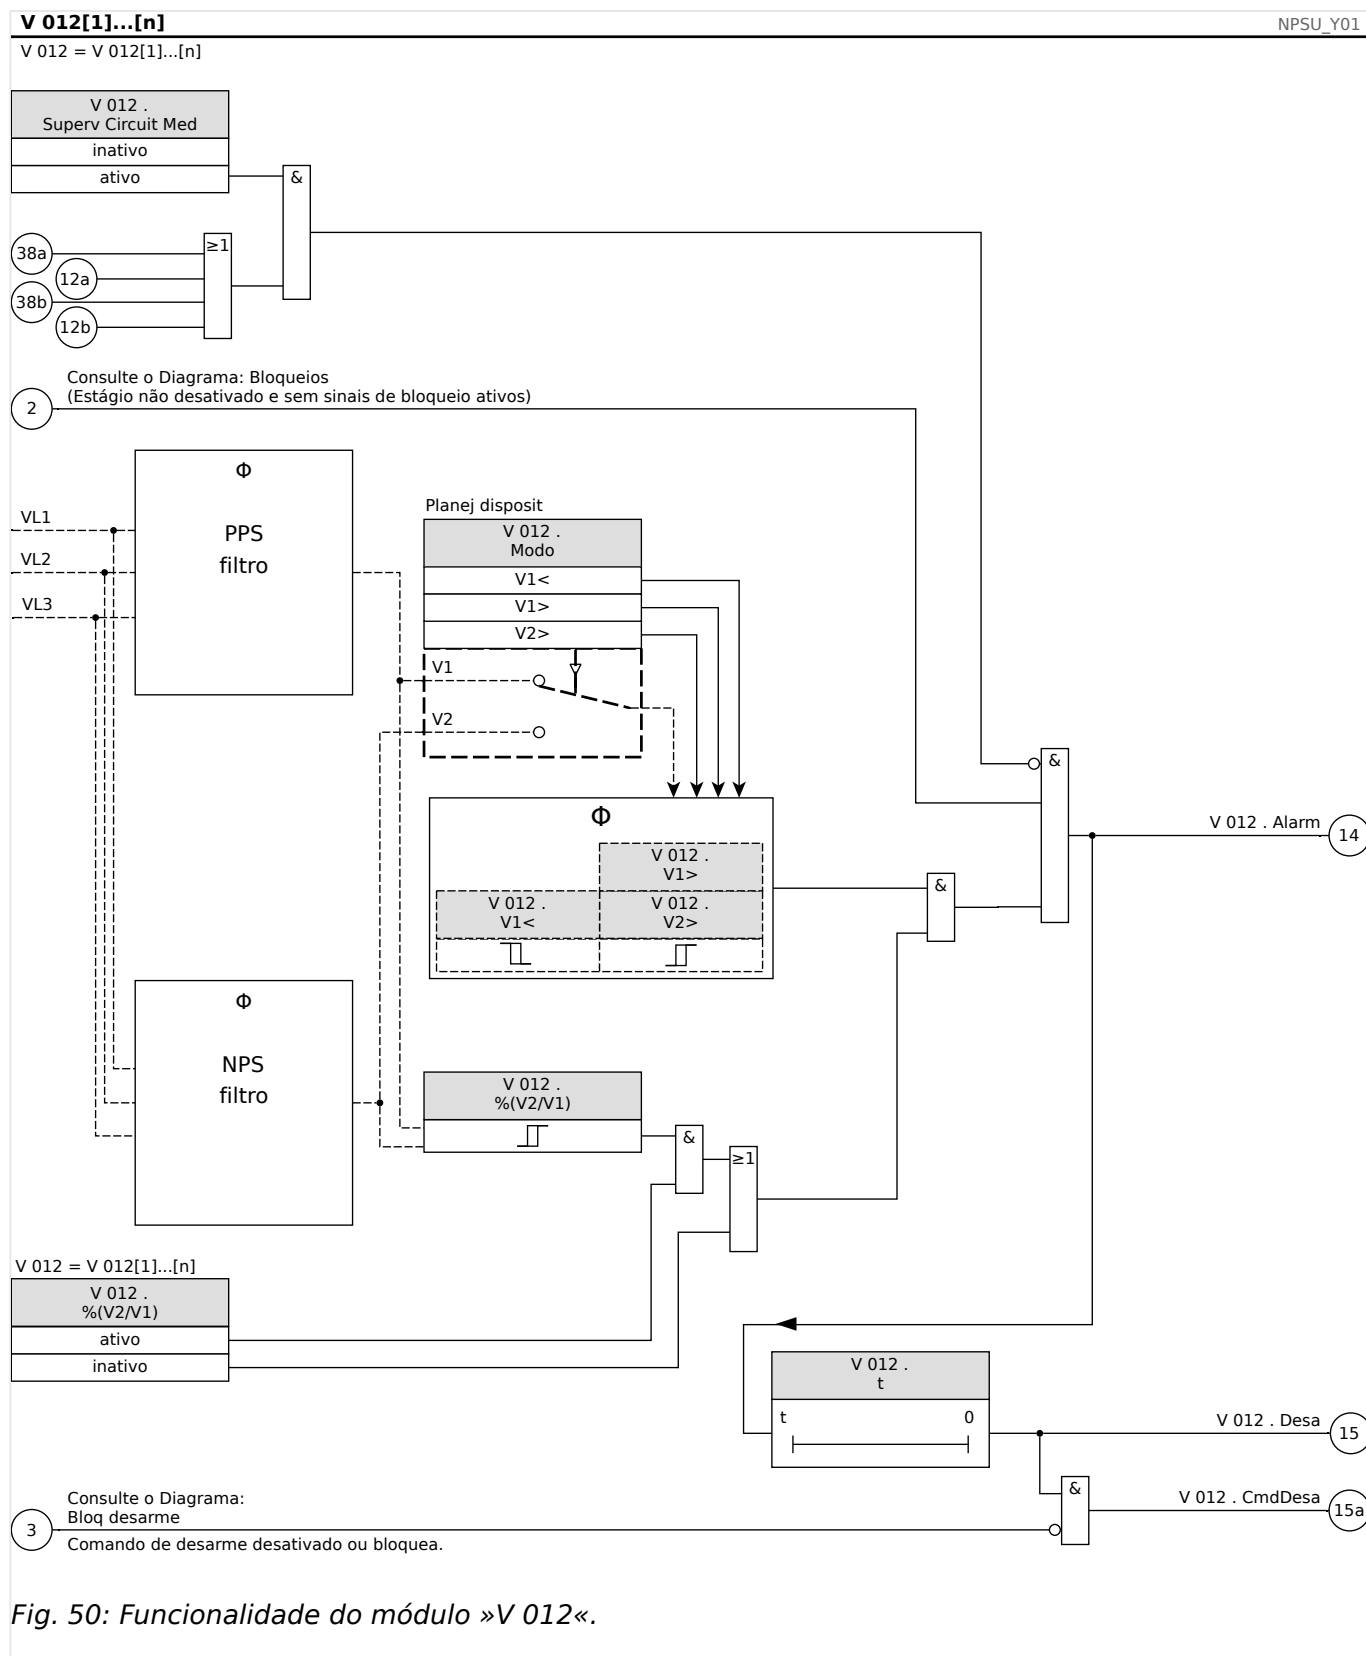 V 012[1]...[n]
NPSU_Y01
V 012 = V 012[1]...[n]
V 012 .
Superv Circuit Med
inativo
ativo
&
≥1
38a
12a
38b
12b
Consulte o Diagrama: Bloqueios
(Estágio não desativado e sem sinais de bloqueio ativos)
2
Φ
PPS
filtro
VL1
VL2
VL3
Planej disposit
V 012 .
Modo
V1<
V1>
V2>
V1
V2
&
V 012 . Alarm
14
Φ
V 012 .
V1>
V 012 .
V1<
V 012 .
V2>
&
Φ
NPS
filtro
V 012 .
%(V2/V1)
&
≥1
V 012 = V 012[1]...[n]
V 012 .
%(V2/V1)
ativo
inativo
V 012 .
t
t 0
V 012 . Desa
15
&
V 012 . CmdDesa
15a
Consulte o Diagrama:
Bloq desarme
3
Comando de desarme desativado ou bloquea.
Fig. 50: Funcionalidade do módulo »V 012«.